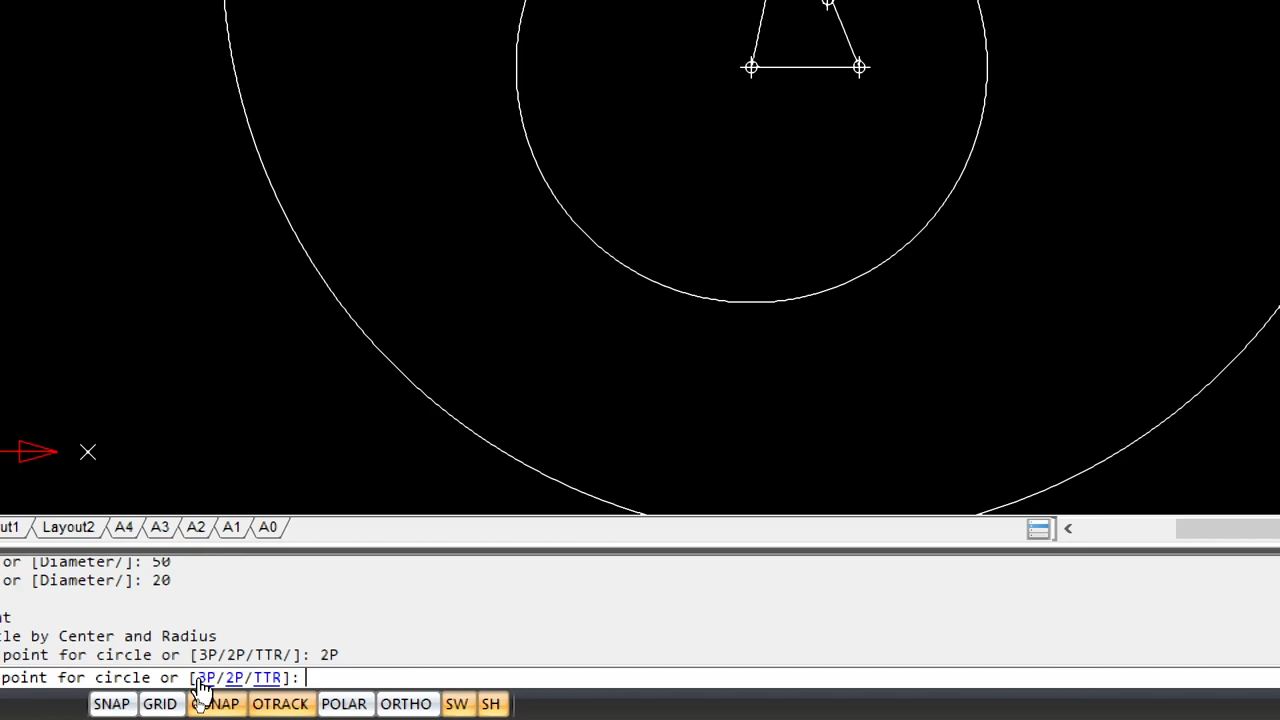 ut1 Layout2 A4 A3 A2 A1 A0
or [Diameter/]: 50
or [Diameter/]: 20
nt
cle by Center and Radius
point for circle or [3P/2P/TTR/]: 2P
point for circle or [3P/2P/TTR]:
SNAP GRID OSNAP OTRACK POLAR ORTHO SW SH